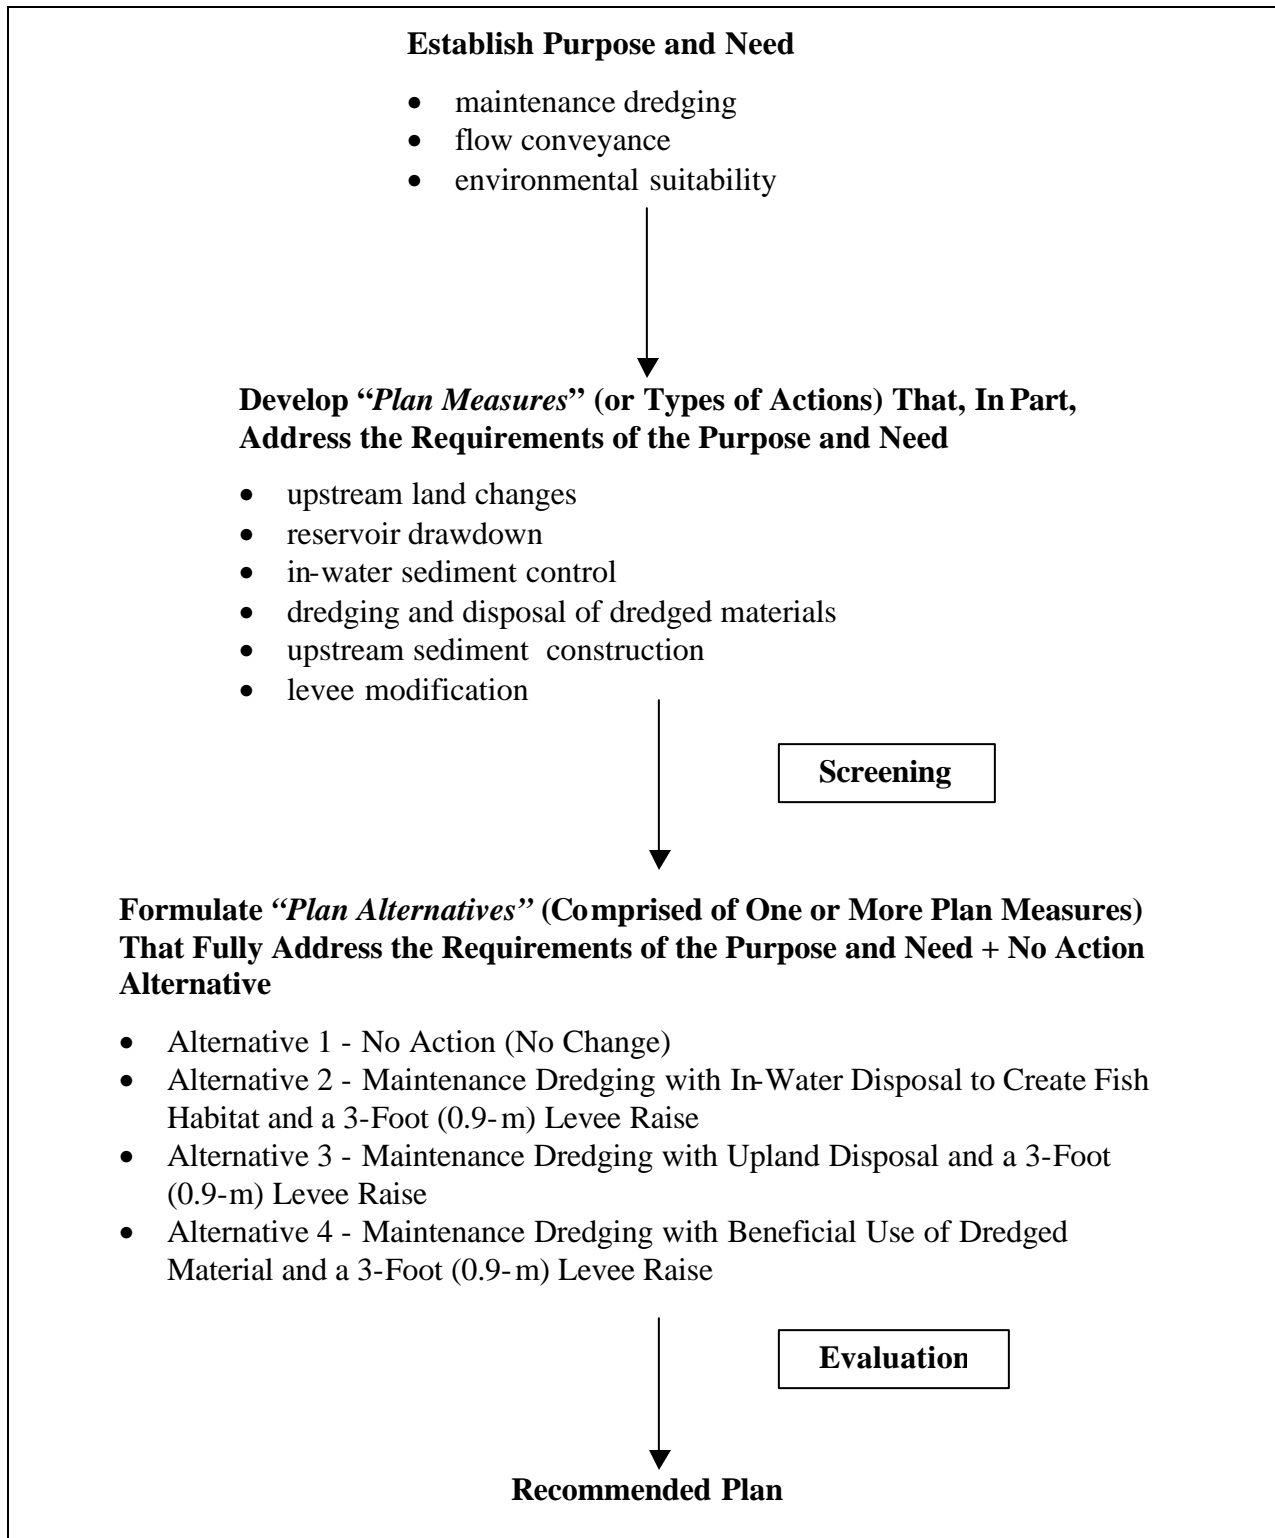 Establish Purpose and Need
• maintenance dredging
• flow conveyance
• environmental suitability
Develop “Plan Measures” (or Types of Actions) That, In Part,
Address the Requirements of the Purpose and Need
• upstream land changes
• reservoir drawdown
• in-water sediment control
• dredging and disposal of dredged materials
• upstream sediment construction
• levee modification
Screening
Formulate “Plan Alternatives” (Comprised of One or More Plan Measures)
That Fully Address the Requirements of the Purpose and Need + No Action
Alternative
• Alternative 1 - No Action (No Change)
• Alternative 2 - Maintenance Dredging with In-Water Disposal to Create Fish
Habitat and a 3-Foot (0.9-m) Levee Raise
• Alternative 3 - Maintenance Dredging with Upland Disposal and a 3-Foot
(0.9-m) Levee Raise
• Alternative 4 - Maintenance Dredging with Beneficial Use of Dredged
Material and a 3-Foot (0.9-m) Levee Raise
Evaluation
Recommended Plan